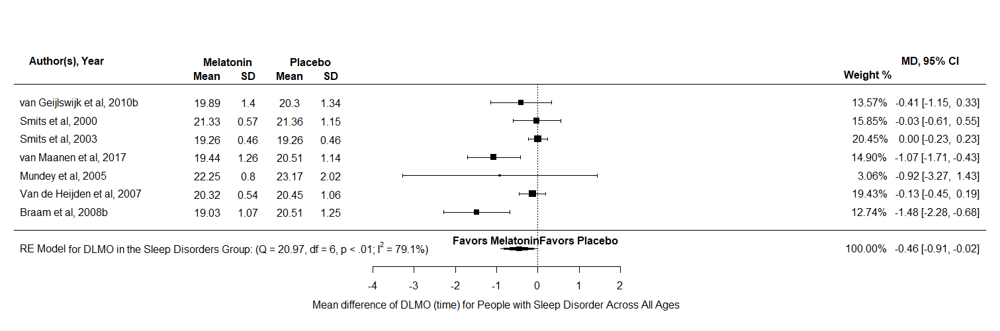 Author(s), Year Melatonin Placebo MD, 95% CI
Mean SD Mean SD Weight %
van Geijlswijk et al, 2010b 19.89 1.4 20.3 1.34 13.57% -0.41 [-1.15, 0.33]
Smits et al, 2000 21.33 0.57 21.36 1.15 15.85% -0.03 [-0.61, 0.55]
Smits et al, 2003 19.26 0.46 19.26 0.46 20.45% 0.00 [-0.23, 0.23]
van Maanen et al, 2017 19.44 1.26 20.51 1.14 14.90% -1.07 [-1.71, -0.43]
Mundey et al, 2005 22.25 0.8 23.17 2.02 3.06% -0.92 [-3.27, 1.43]
Van de Heijden et al, 2007 20.32 0.54 20.45 1.06 19.43% -0.13 [-0.45, 0.19]
Braam et al, 2008b 19.03 1.07 20.51 1.25 12.74% -1.48 [-2.28, -0.68]
Favors Melatonin Favors Placebo
RE Model for DLMO in the Sleep Disorders Group: (Q = 20.97, df = 6, p < .01; I² = 79.1%) 100.00% -0.46 [-0.91, -0.02]
-4 -3 -2 -1 0 1 2
Mean difference of DLMO (time) for People with Sleep Disorder Across All Ages